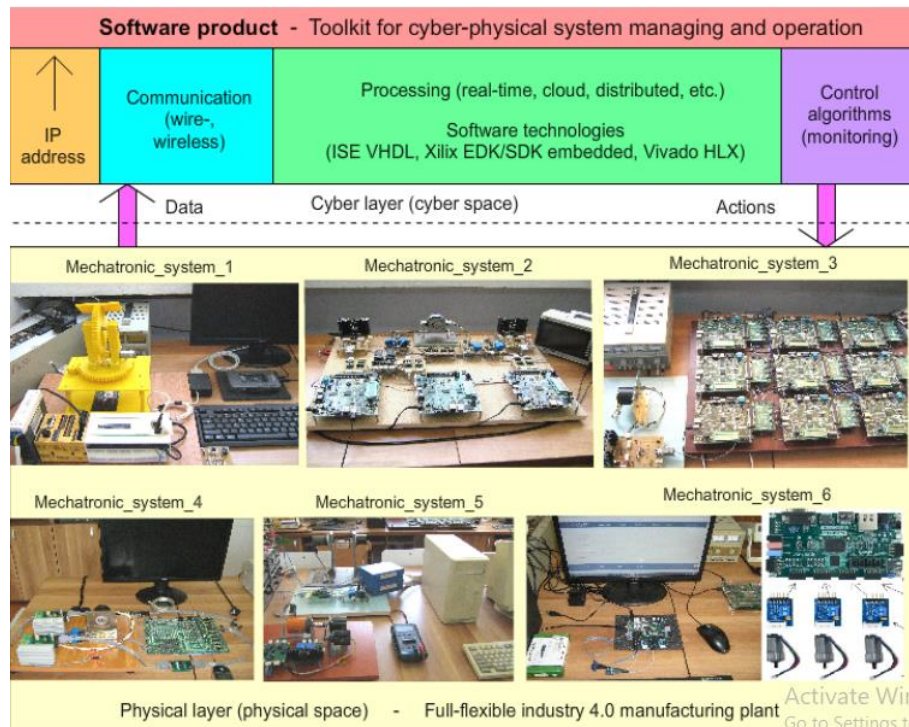 Software product - Toolkit for cyber-physical system managing and operation
IP
address
Communication
(wire-,
wireless)
Processing (real-time, cloud, distributed, etc.)
Software technologies
(ISE VHDL, Xilix EDK/SDK embedded, Vivado HLX)
Control
algorithms
(monitoring)
Data
Cyber layer (cyber space)
Actions
Mechatronic_system_1
Mechatronic_system_2
Mechatronic_system_3
Mechatronic_system_4
Mechatronic_system_5
Mechatronic_system_6
Physical layer (physical space) - Full-flexible industry 4.0 manufacturing plant
Activate Wi
Go to Settings t